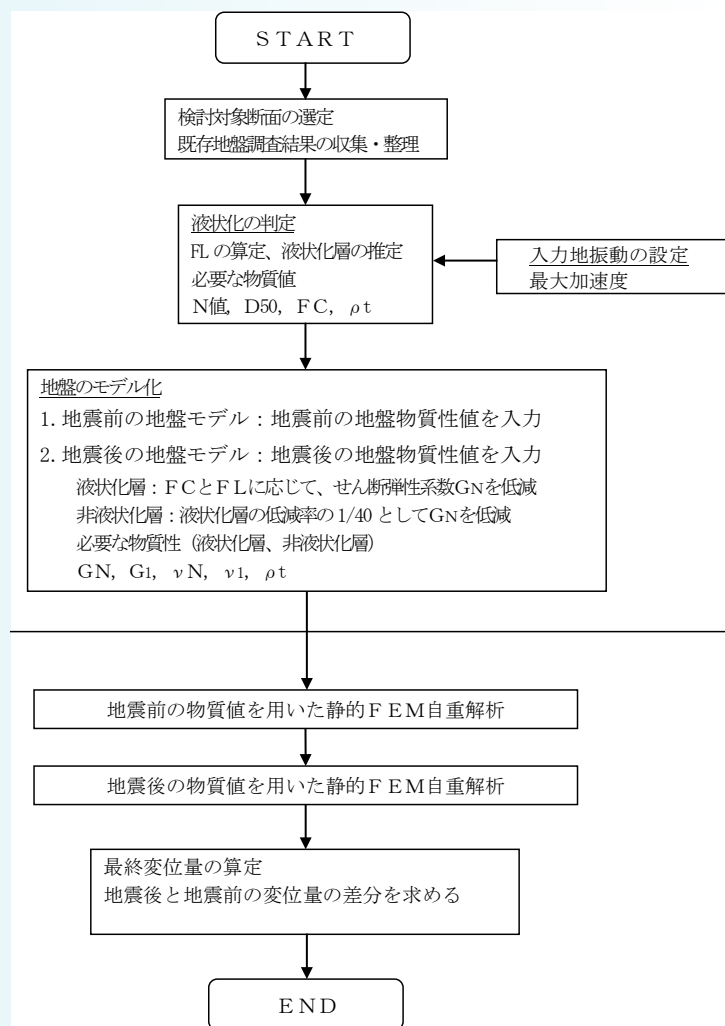 ＳＴＡＲＴ
検討対象断面の選定
既存地盤調査結果の収集・整理
液状化の判定
FL の算定、液状化層の推定
必要な物質値
N値，D50，ＦＣ，ρｔ
入力地振動の設定
最大加速度
地盤のモデル化
1. 地震前の地盤モデル：地震前の地盤物質性値を入力
2. 地震後の地盤モデル：地震後の地盤物質性値を入力
液状化層：ＦＣとＦＬに応じて、せん断弾性係数GNを低減
非液状化層：液状化層の低減率の 1/40 としてGNを低減
必要な物質性（液状化層、非液状化層）
GN，G1，νN，ν1，ρｔ
地震前の物質値を用いた静的ＦＥＭ自重解析
地震後の物質値を用いた静的ＦＥＭ自重解析
最終変位量の算定
地震後と地震前の変位量の差分を求める
ＥＮＤ